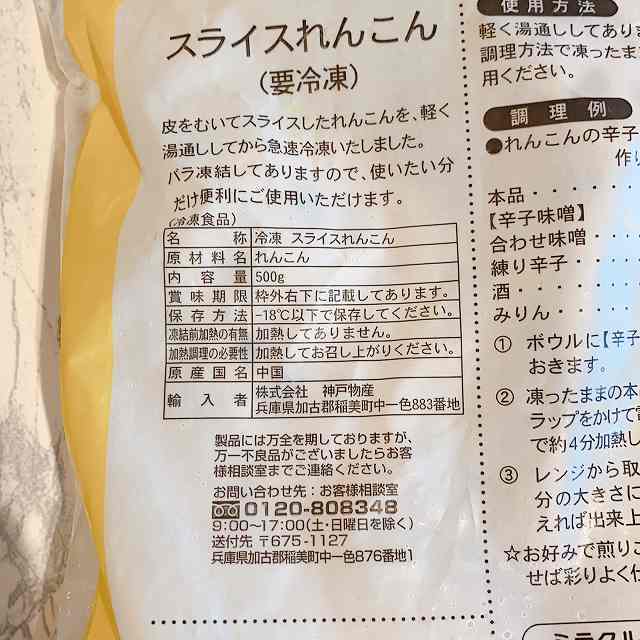 スライスれんこん
(要冷凍)
皮をむいてスライスしたれんこんを、軽く
湯通ししてから急速冷凍いたしました。
バラ凍結してありますので、使いたい分
だけ便利にご使用いただけます。
(冷凍食品)
名称 冷凍 スライスれんこん
原材料名 れんこん
内容量 500g
賞味期限 枠外右下に記載してあります。
保存方法 -18℃以下で保存してください。
凍結前加熱の有無 加熱してありません。
加熱調理の必要性 加熱してお召し上がりください。
原産国名 中国
輸入者 株式会社 神戸物産
兵庫県加古郡稲美町中一色883番地
製品には万全を期しておりますが、
万一不良品がございましたらお客
様相談室までご連絡ください。
お問い合わせ先：お客様相談室
0120-808348
9:00〜17:00(土・日曜日を除く)
送付先 〒675-1127
兵庫県加古郡稲美町中一色876番地1
使用方法
軽く湯通ししてありま
調理方法で凍ったまま
用ください。
調理例
●れんこんの辛子
作り
本品・・・・・・
【辛子味噌】
合わせ味噌・・・
練り辛子・・・・
酒・・・・・・・
みりん・・・・・
① ボウルに【辛子
おきます。
② 凍ったままの本
ラップをかけて電
で約4分加熱し
③ レンジから取
分の大きさに
えれば出来上
☆お好みで煎りご
せば彩りよく仕
ミラクル